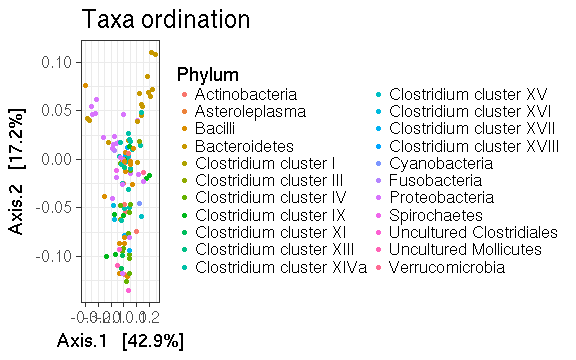 Taxa ordination
0.10
0.05
0.00
-0.05
-0.10
Axis.2 [17.2%]
0.2
Axis.1 [42.9%]
Phylum
Actinobacteria
Asteroleplasma
Bacilli
Bacteroidetes
Clostridium cluster I
Clostridium cluster III
Clostridium cluster IV
Clostridium cluster IX
Clostridium cluster XI
Clostridium cluster XIII
Clostridium cluster XIVa
Clostridium cluster XV
Clostridium cluster XVI
Clostridium cluster XVII
Clostridium cluster XVIII
Cyanobacteria
Fusobacteria
Proteobacteria
Spirochaetes
Uncultured Clostridiales
Uncultured Mollicutes
Verrucomicrobia